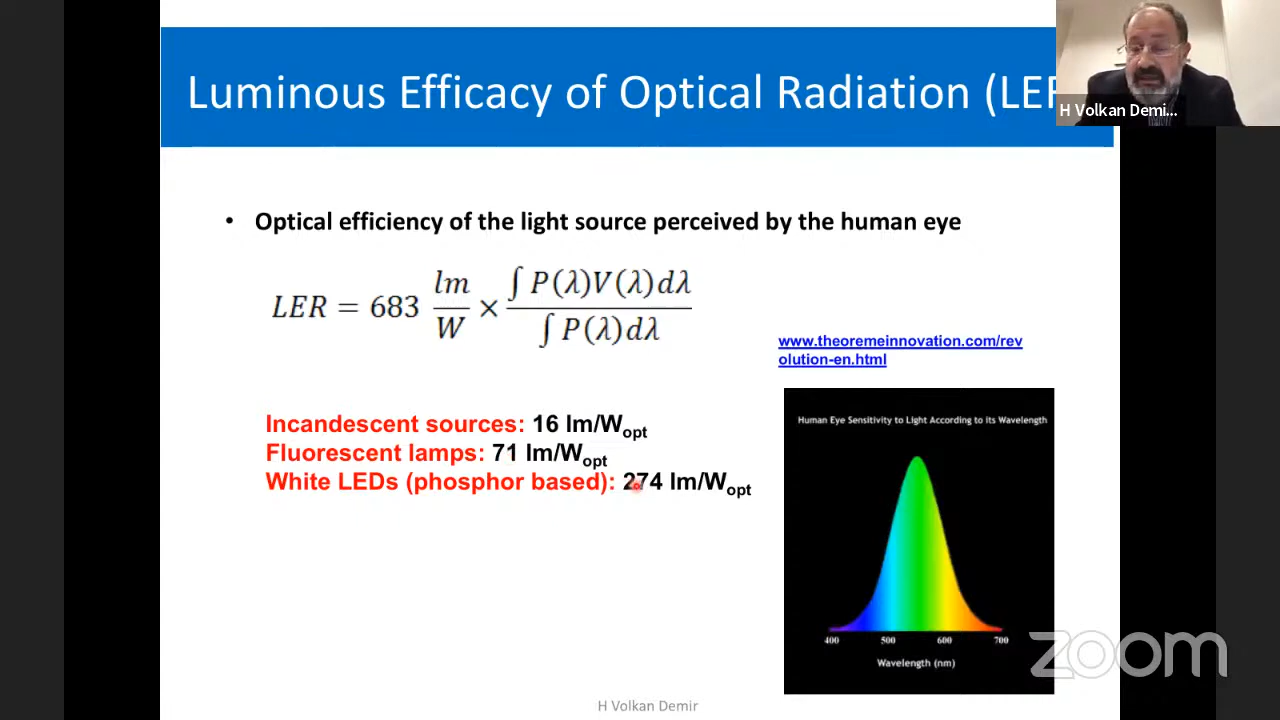 Luminous Efficacy of Optical Radiation (LER
H Volkan Demi...
• Optical efficiency of the light source perceived by the human eye
LER = 683 lm/W × ∫ P(λ)V(λ)dλ / ∫ P(λ)dλ
www.theoremeinnovation.com/rev
olution-en.html
Incandescent sources: 16 lm/Wopt
Fluorescent lamps: 71 lm/Wopt
White LEDs (phosphor based): 274 lm/Wopt
Human Eye Sensitivity to Light According to its Wavelength
400 500 600 700
Wavelength (nm)
zoom
H Volkan Demir